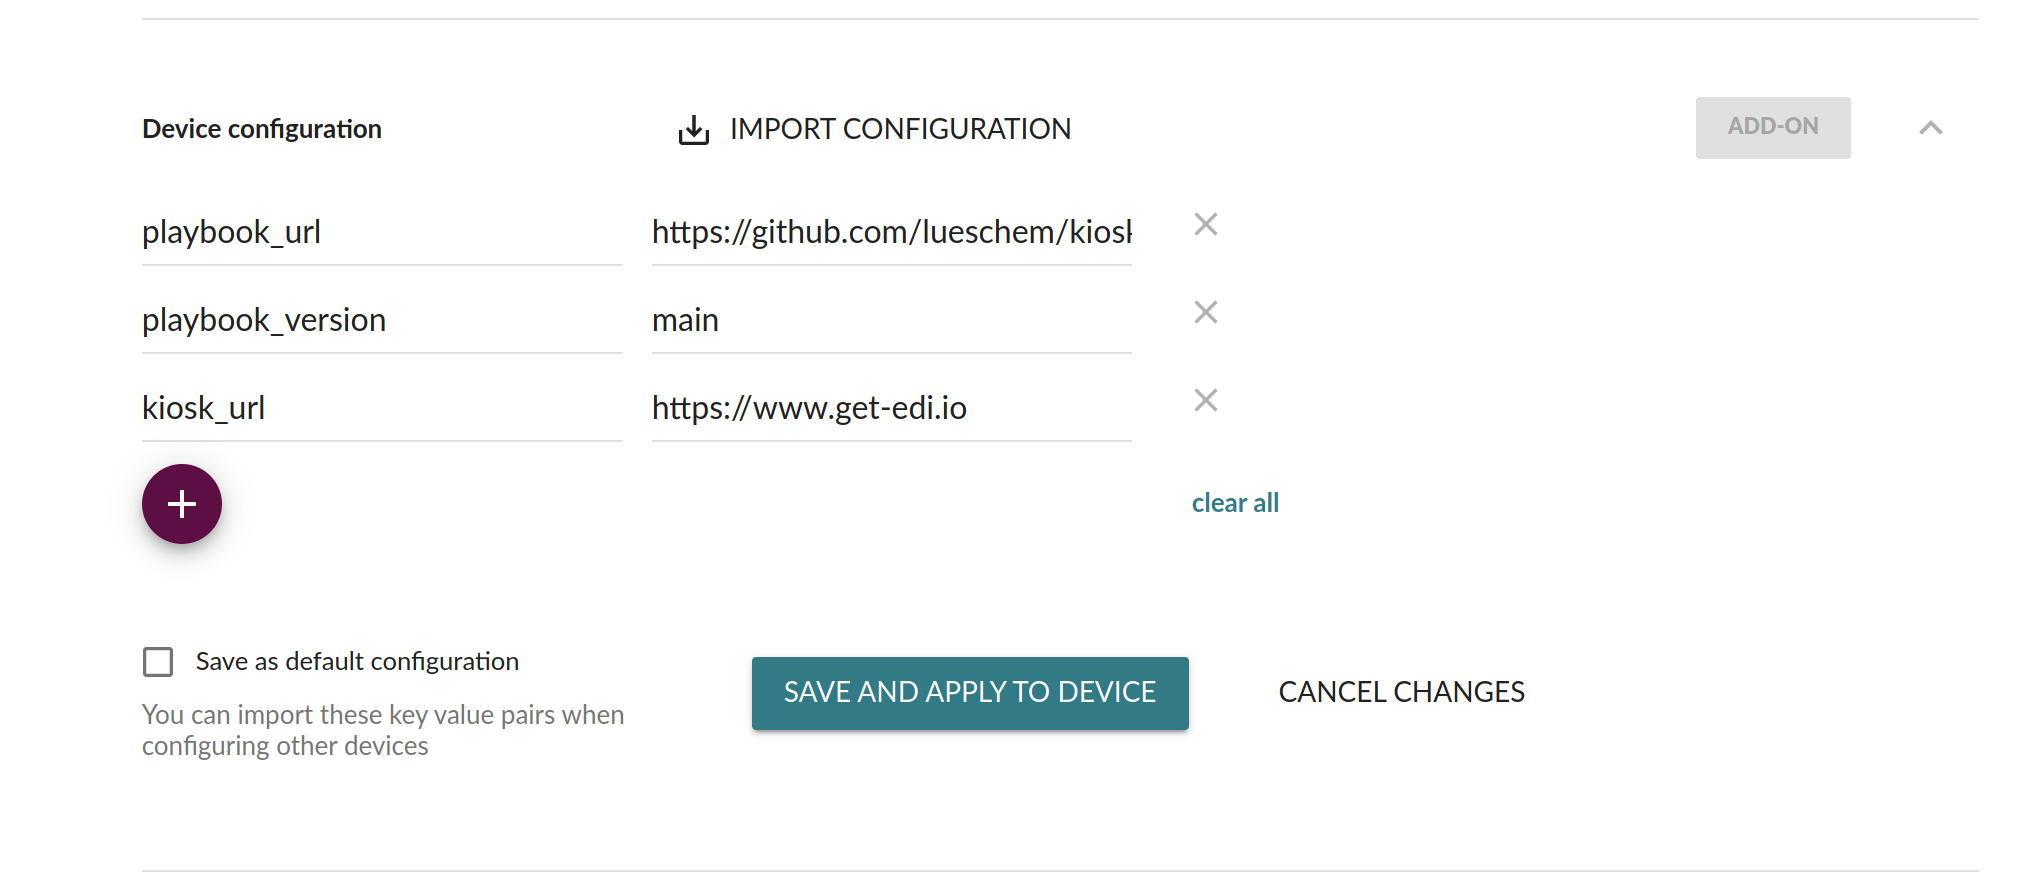 Device configuration
IMPORT CONFIGURATION
ADD-ON
playbook_url
https://github.com/lueschem/kiosk
playbook_version
main
kiosk_url
https://www.get-edi.io
clear all
Save as default configuration
You can import these key value pairs when
configuring other devices
SAVE AND APPLY TO DEVICE
CANCEL CHANGES